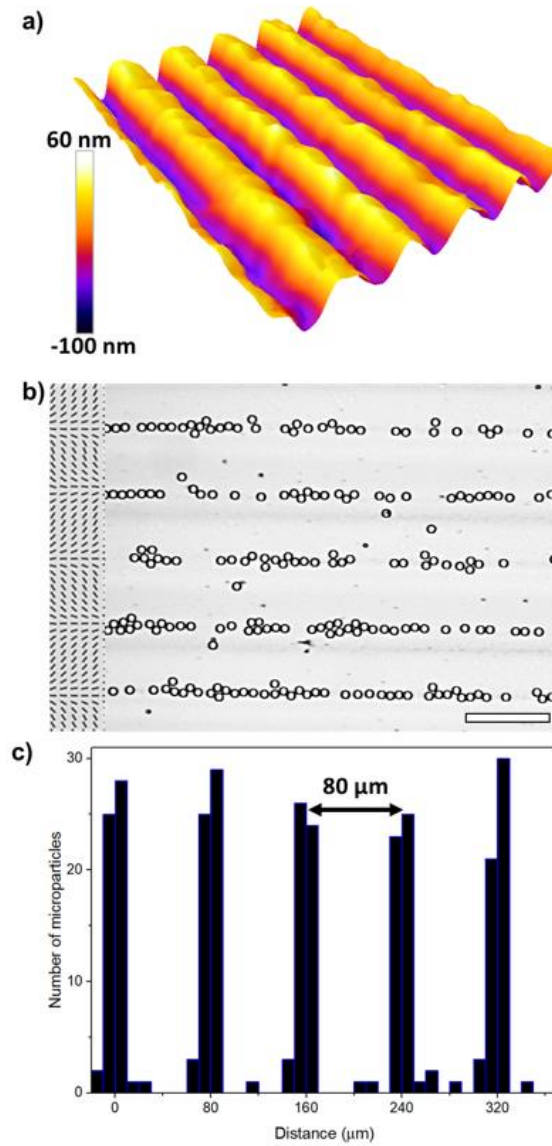 a)
60 nm
-100 nm
b)
c)
80 µm
30
20
10
0
Number of microparticles
0 80 160 240 320
Distance (µm)